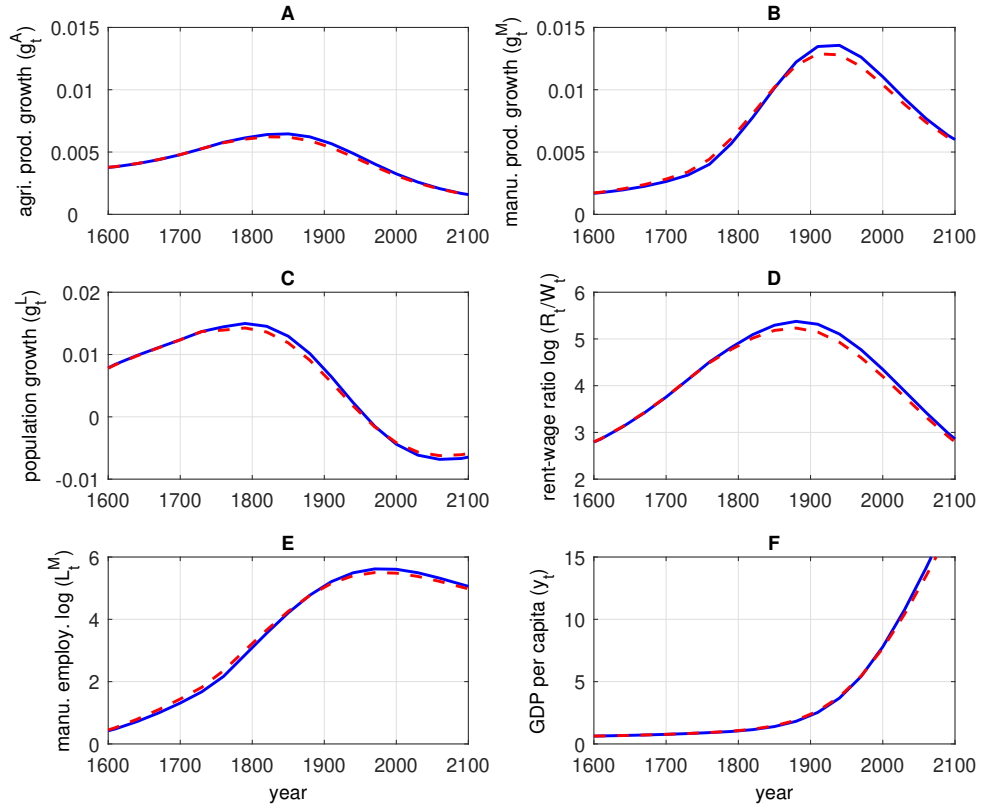 A
agri. prod. growth (g_t^A)
0.015
0.01
0.005
0
1600 1700 1800 1900 2000 2100
B
manu. prod. growth (g_t^M)
0.015
0.01
0.005
0
1600 1700 1800 1900 2000 2100
C
population growth (g_t^L)
0.02
0.01
0
-0.01
1600 1700 1800 1900 2000 2100
D
rent-wage ratio log (R_t/W_t)
6
5
4
3
2
1600 1700 1800 1900 2000 2100
E
manu. employ. log (L_t^M)
6
4
2
0
1600 1700 1800 1900 2000 2100
year
F
GDP per capita (y_t)
15
10
5
0
1600 1700 1800 1900 2000 2100
year